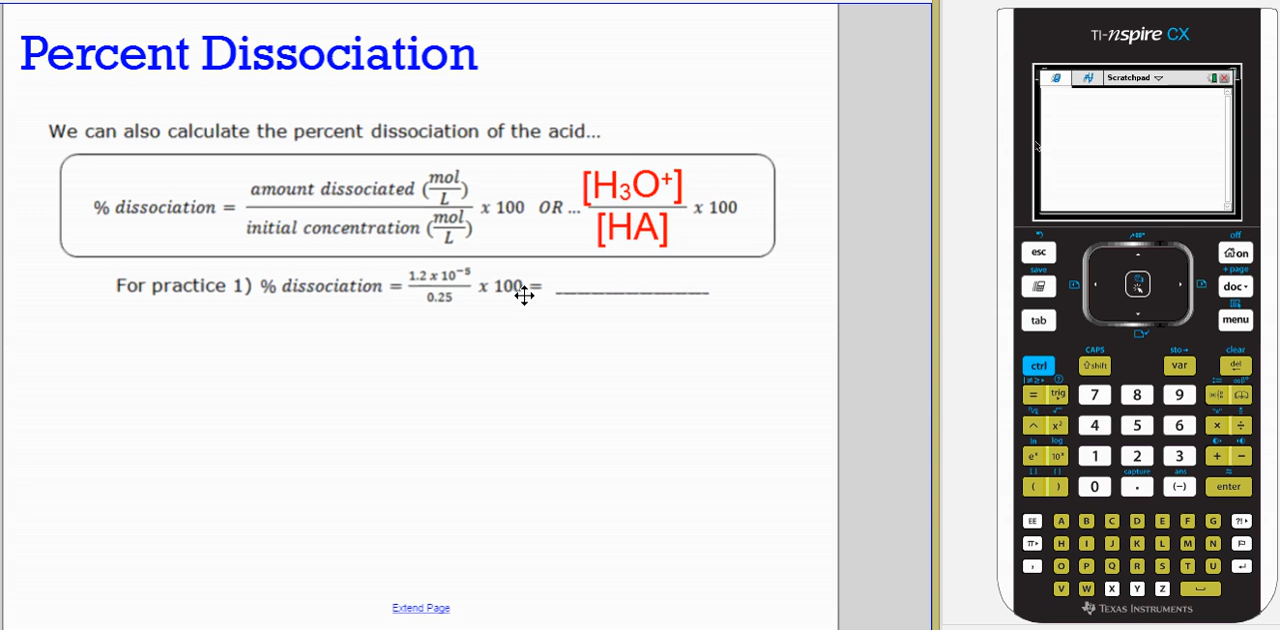 Percent Dissociation
We can also calculate the percent dissociation of the acid...
% dissociation = amount dissociated (mol/L) / initial concentration (mol/L) x 100 OR ... [H₃O⁺] / [HA] x 100
For practice 1) % dissociation = 1.2 x 10⁻⁵ / 0.25 x 100 = ________________
Extend Page
TI-nspire CX
Scratchpad
off
esc
on
save
+ page
doc
tab
menu
CAPS
sto→
clear
ctrl
shift
var
del
= trig 7 8 9
^ x² 4 5 6 × ÷
ln log
eˣ 10ˣ 1 2 3 + −
[ ] { } capture ans ≈
( ) 0 . (−) enter
EE A B C D E F G ?!▸
π▸ H I J K L M N
, O P Q R S T U ↵
V W X Y Z
TEXAS INSTRUMENTS